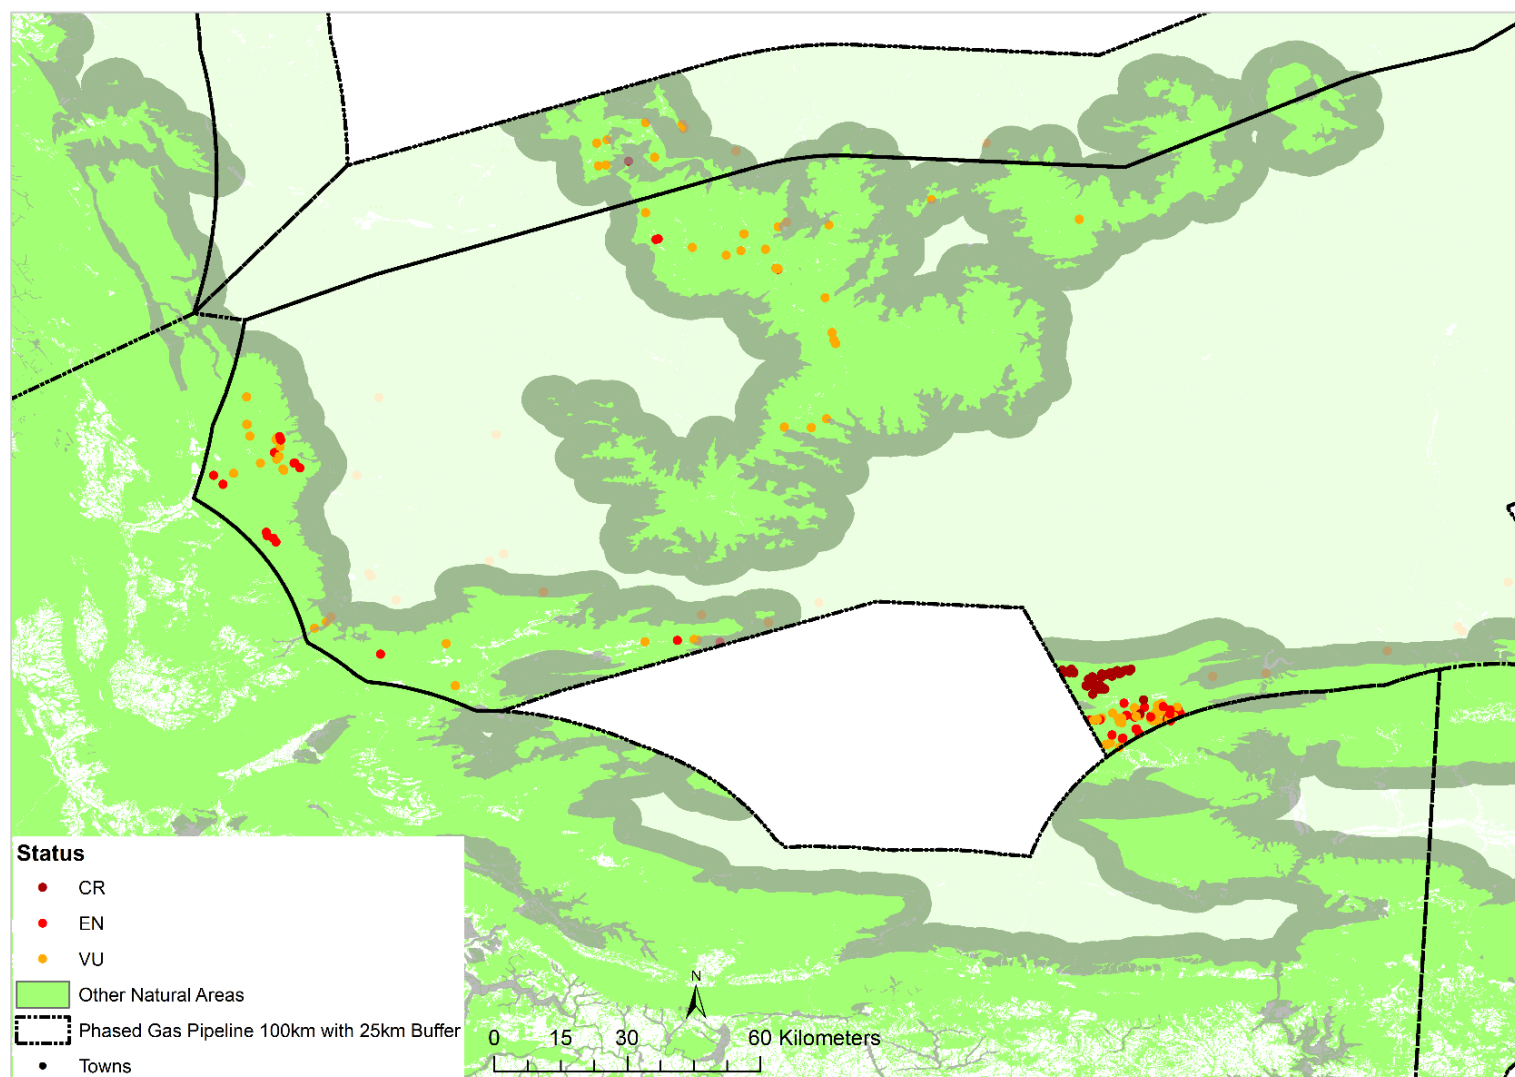 N
0 15 30 60 Kilometers
Status
CR
EN
VU
Other Natural Areas
Phased Gas Pipeline 100km with 25km Buffer
Towns